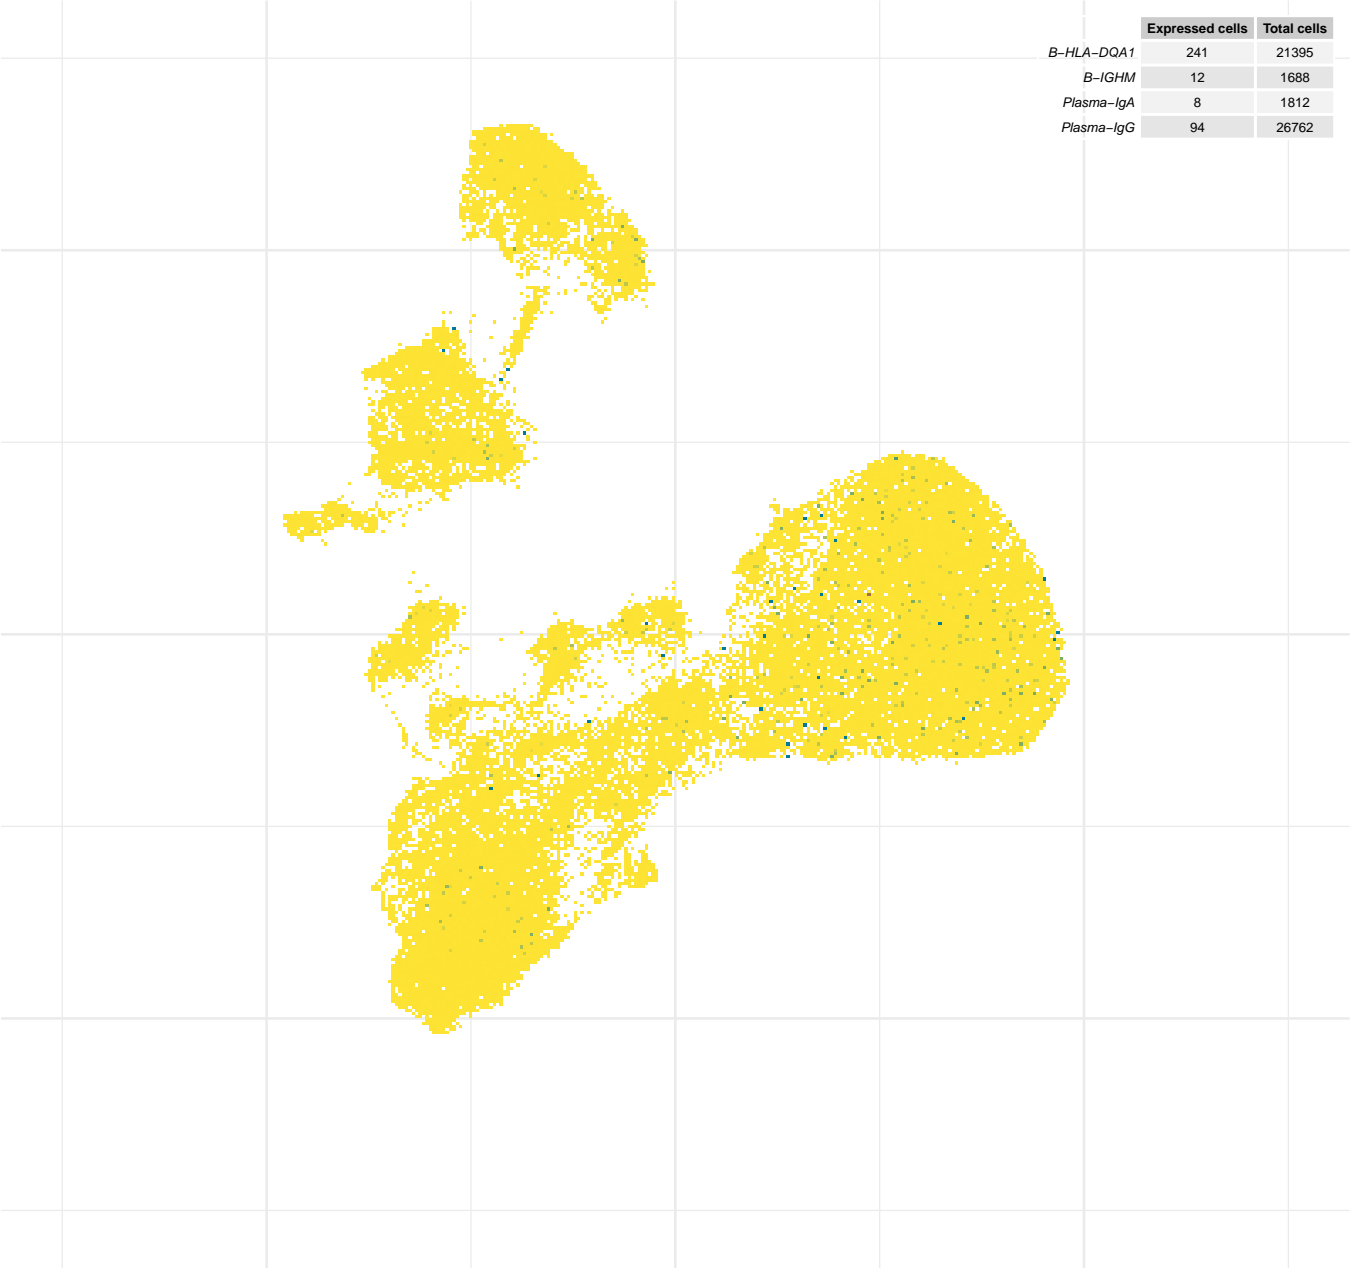 Expressed cells Total cells
B−HLA−DQA1 241 21395
B−IGHM 12 1688
Plasma−IgA 8 1812
Plasma−IgG 94 26762